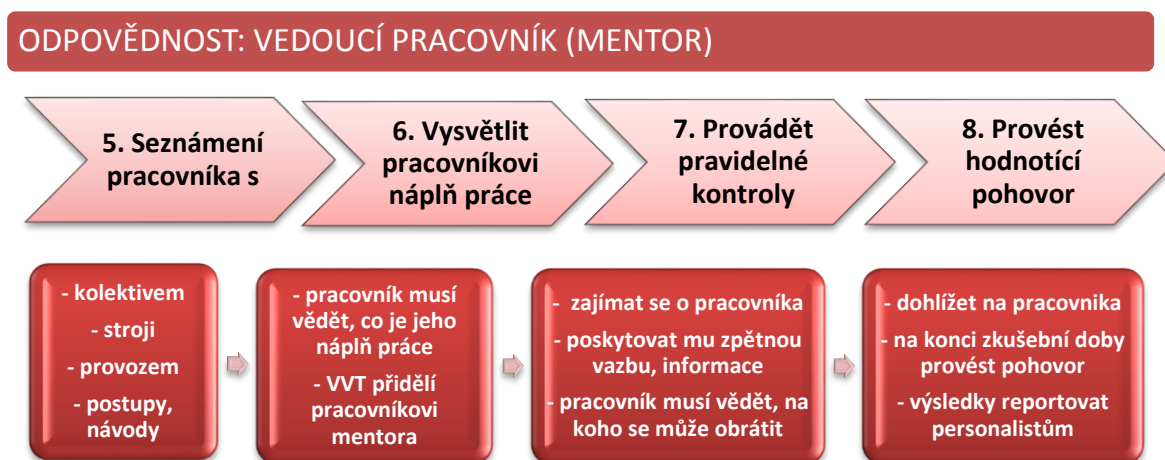 ODPOVĚDNOST: VEDOUCÍ PRACOVNÍK (MENTOR)
5. Seznámení
pracovníka s
6. Vysvětlit
pracovníkovi
náplň práce
7. Provádět
pravidelné
kontroly
8. Provést
hodnotící
pohovor
- kolektivem
- stroji
- provozem
- postupy,
návody
- pracovník musí
vědět, co je jeho
náplň práce
- VVT přidělí
pracovníkovi
mentora
- zajímat se o pracovníka
- poskytovat mu zpětnou
vazbu, informace
- pracovník musí vědět, na
koho se může obrátit
- dohlížet na pracovnika
- na konci zkušební doby
provést pohovor
- výsledky reportovat
personalistům